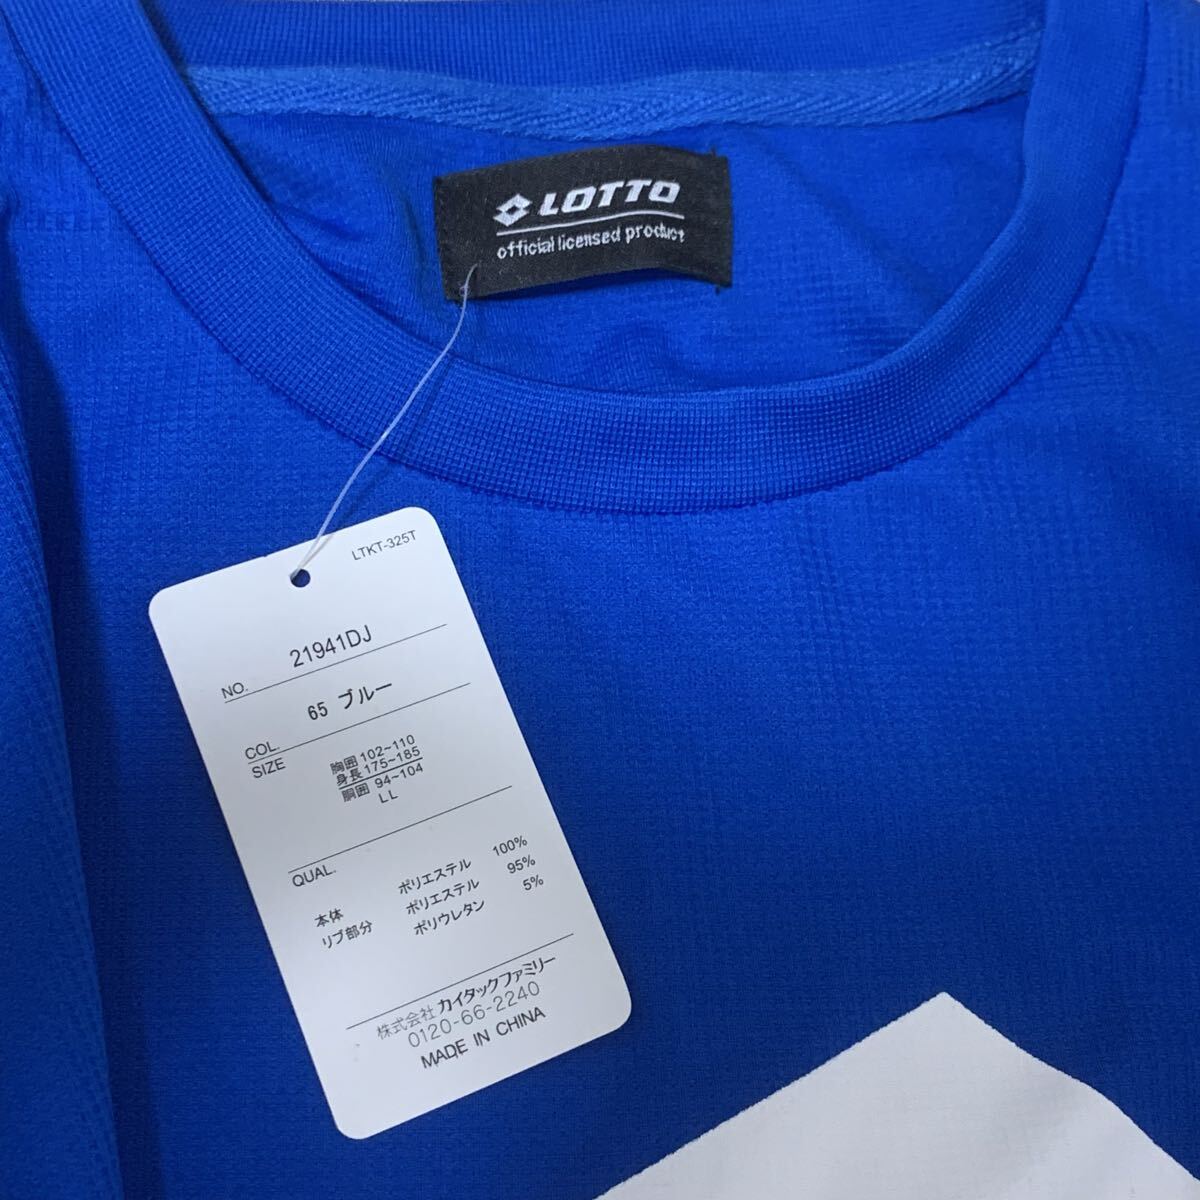 LOTTO
official licensed product
LTKT-325T
NO. 21941DJ
COL. 65 ブルー
SIZE 胸囲 102~110
身長 175~185
胴囲 94~104
LL
QUAL.
本体 ポリエステル 100%
リブ部分 ポリエステル 95%
ポリウレタン 5%
株式会社 カイタックファミリー
0120-66-2240
MADE IN CHINA